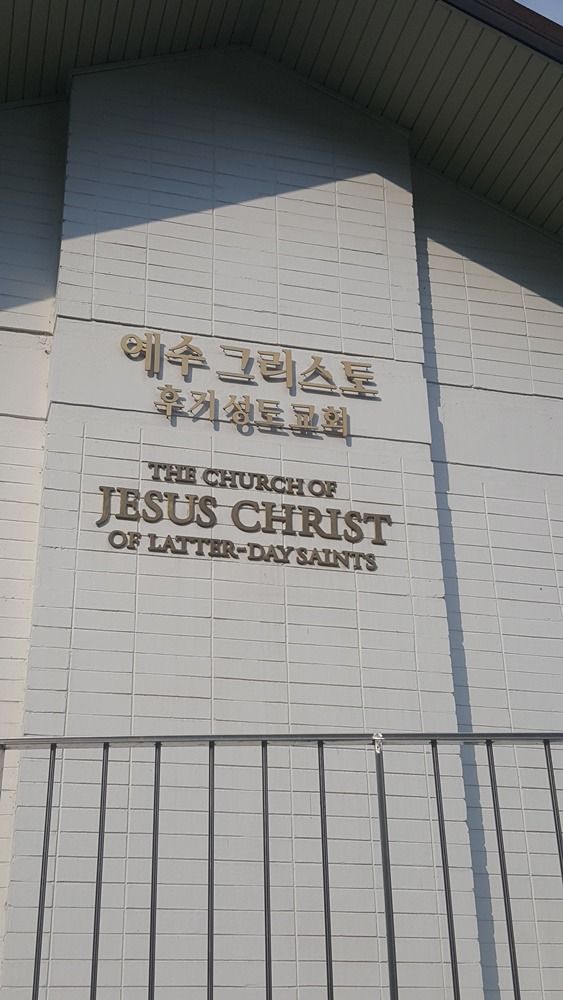 예수 그리스도
후기성도교회
THE CHURCH OF
JESUS CHRIST
OF LATTER-DAY SAINTS